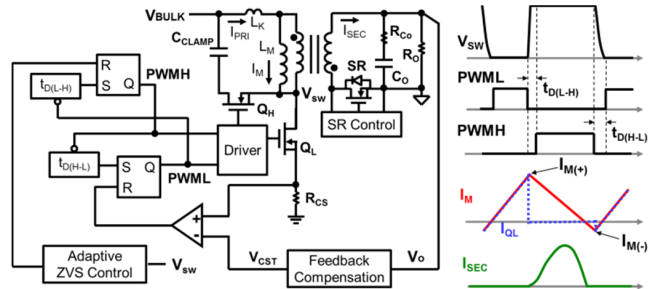 VBULK
IPRI
LK
CCLAMP
LM
IM
ISEC
RCo
RO
SR
CO
R
S
Q
PWMH
tD(L-H)
QH
Vsw
SR Control
tD(H-L)
S
Q
R
PWML
Driver
QL
RCS
+
-
Adaptive
ZVS Control
Vsw
VCST
Feedback
Compensation
VO
VSW
PWML
tD(L-H)
PWMH
tD(H-L)
IM(+)
IM
IQL
IM(-)
ISEC